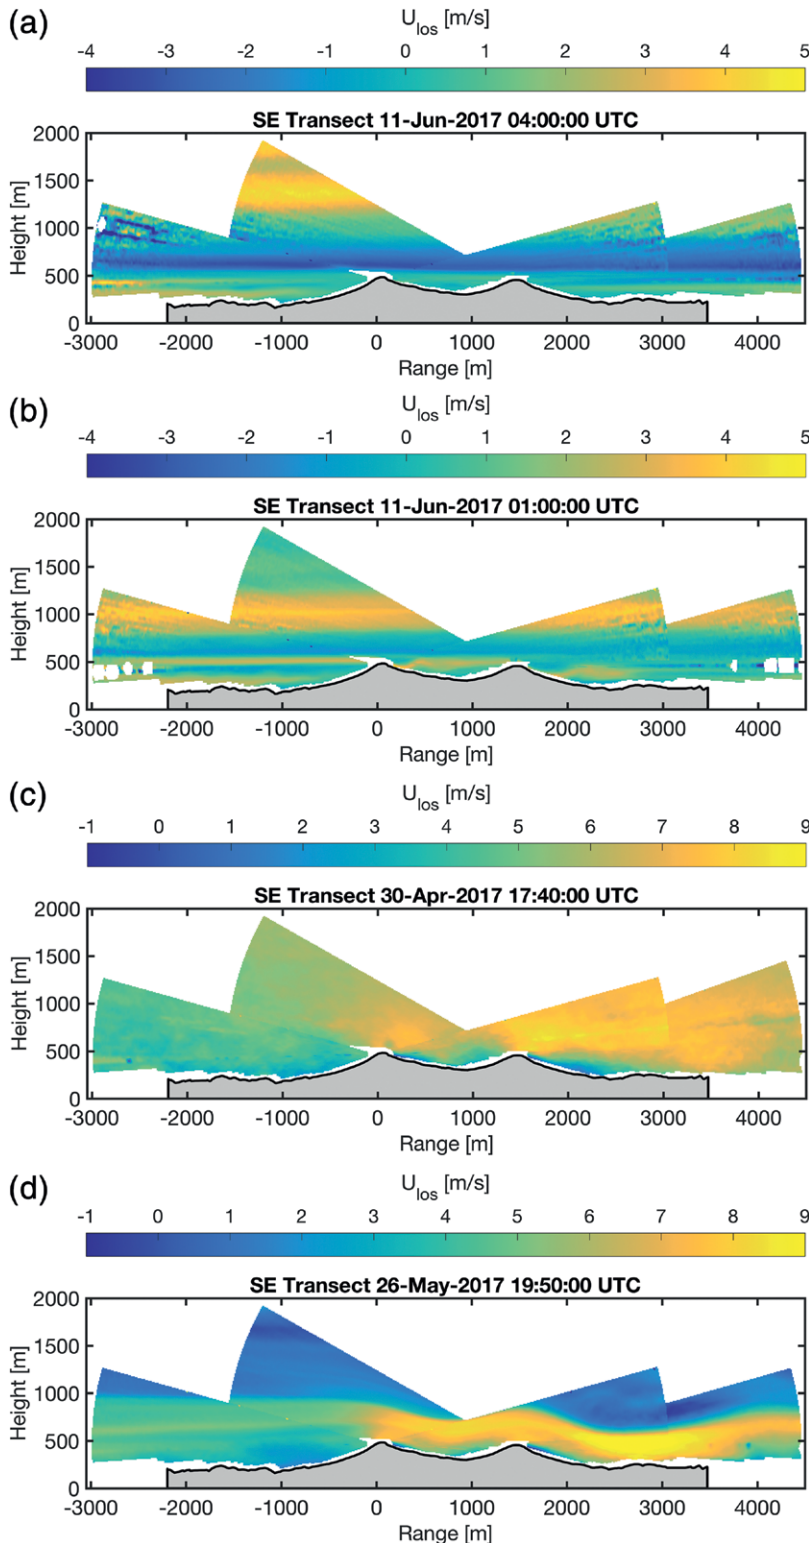 (a)
U_los [m/s]
-4 -3 -2 -1 0 1 2 3 4 5
SE Transect 11-Jun-2017 04:00:00 UTC
2000
1500
1000
500
0
Height [m]
-3000 -2000 -1000 0 1000 2000 3000 4000
Range [m]
(b)
U_los [m/s]
-4 -3 -2 -1 0 1 2 3 4 5
SE Transect 11-Jun-2017 01:00:00 UTC
2000
1500
1000
500
0
Height [m]
-3000 -2000 -1000 0 1000 2000 3000 4000
Range [m]
(c)
U_los [m/s]
-1 0 1 2 3 4 5 6 7 8 9
SE Transect 30-Apr-2017 17:40:00 UTC
2000
1500
1000
500
0
Height [m]
-3000 -2000 -1000 0 1000 2000 3000 4000
Range [m]
(d)
U_los [m/s]
-1 0 1 2 3 4 5 6 7 8 9
SE Transect 26-May-2017 19:50:00 UTC
2000
1500
1000
500
0
Height [m]
-3000 -2000 -1000 0 1000 2000 3000 4000
Range [m]